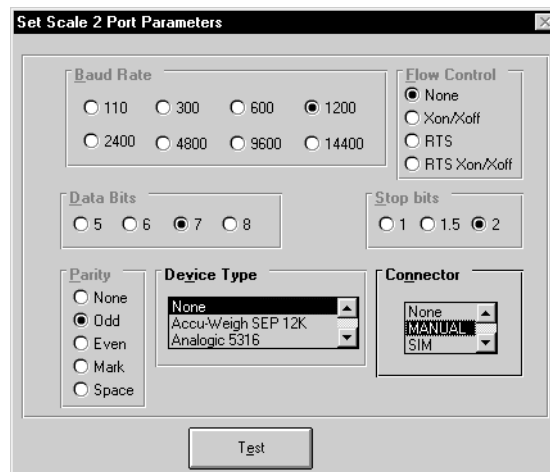 Set Scale 2 Port Parameters
Baud Rate
110 300 600 1200
2400 4800 9600 14400
Flow Control
None
Xon/Xoff
RTS
RTS Xon/Xoff
Data Bits
5 6 7 8
Stop bits
1 1.5 2
Parity
None
Odd
Even
Mark
Space
Device Type
None
Accu-Weigh SEP 12K
Analogic 5316
Connector
None
MANUAL
SIM
Test